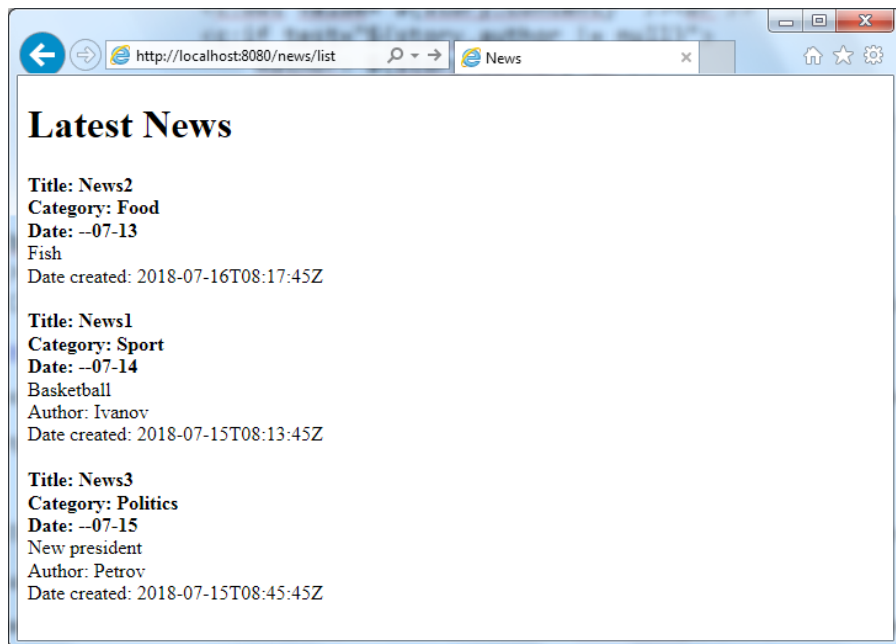 http://localhost:8080/news/list
News
Latest News
Title: News2
Category: Food
Date: --07-13
Fish
Date created: 2018-07-16T08:17:45Z
Title: News1
Category: Sport
Date: --07-14
Basketball
Author: Ivanov
Date created: 2018-07-15T08:13:45Z
Title: News3
Category: Politics
Date: --07-15
New president
Author: Petrov
Date created: 2018-07-15T08:45:45Z